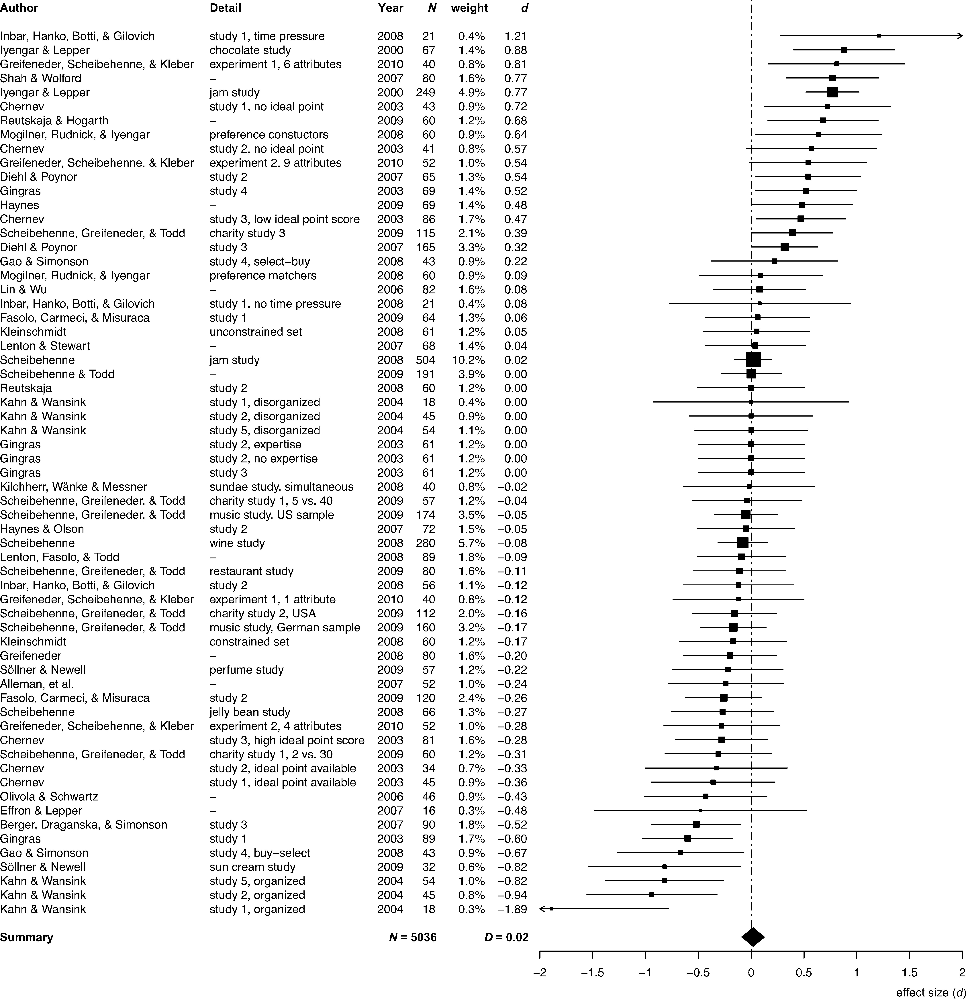 Author Detail Year N weight d
Inbar, Hanko, Botti, & Gilovich study 1, time pressure 2008 21 0.4% 1.21
Iyengar & Lepper chocolate study 2000 67 1.4% 0.88
Greifeneder, Scheibehenne, & Kleber experiment 1, 6 attributes 2010 40 0.8% 0.81
Shah & Wolford – 2007 80 1.6% 0.77
Iyengar & Lepper jam study 2000 249 4.9% 0.77
Chernev study 1, no ideal point 2003 43 0.9% 0.72
Reutskaja & Hogarth – 2009 60 1.2% 0.68
Mogilner, Rudnick, & Iyengar preference constuctors 2008 60 0.9% 0.64
Chernev study 2, no ideal point 2003 41 0.8% 0.57
Greifeneder, Scheibehenne, & Kleber experiment 2, 9 attributes 2010 52 1.0% 0.54
Diehl & Poynor study 2 2007 65 1.3% 0.54
Gingras study 4 2003 69 1.4% 0.52
Haynes – 2009 69 1.4% 0.48
Chernev study 3, low ideal point score 2003 86 1.7% 0.47
Scheibehenne, Greifeneder, & Todd charity study 3 2009 115 2.1% 0.39
Diehl & Poynor study 3 2007 165 3.3% 0.32
Gao & Simonson study 4, select−buy 2008 43 0.9% 0.22
Mogilner, Rudnick, & Iyengar preference matchers 2008 60 0.9% 0.09
Lin & Wu – 2006 82 1.6% 0.08
Inbar, Hanko, Botti, & Gilovich study 1, no time pressure 2008 21 0.4% 0.08
Fasolo, Carmeci, & Misuraca study 1 2009 64 1.3% 0.06
Kleinschmidt unconstrained set 2008 61 1.2% 0.05
Lenton & Stewart – 2007 68 1.4% 0.04
Scheibehenne jam study 2008 504 10.2% 0.02
Scheibehenne & Todd – 2009 191 3.9% 0.00
Reutskaja study 2 2008 60 1.2% 0.00
Kahn & Wansink study 1, disorganized 2004 18 0.4% 0.00
Kahn & Wansink study 2, disorganized 2004 45 0.9% 0.00
Kahn & Wansink study 5, disorganized 2004 54 1.1% 0.00
Gingras study 2, expertise 2003 61 1.2% 0.00
Gingras study 2, no expertise 2003 61 1.2% 0.00
Gingras study 3 2003 61 1.2% 0.00
Kilchherr, Wänke & Messner sundae study, simultaneous 2008 40 0.8% −0.02
Scheibehenne, Greifeneder, & Todd charity study 1, 5 vs. 40 2009 57 1.2% −0.04
Scheibehenne, Greifeneder, & Todd music study, US sample 2009 174 3.5% −0.05
Haynes & Olson study 2 2007 72 1.5% −0.05
Scheibehenne wine study 2008 280 5.7% −0.08
Lenton, Fasolo, & Todd – 2008 89 1.8% −0.09
Scheibehenne, Greifeneder, & Todd restaurant study 2009 80 1.6% −0.11
Inbar, Hanko, Botti, & Gilovich study 2 2008 56 1.1% −0.12
Greifeneder, Scheibehenne, & Kleber experiment 1, 1 attribute 2010 40 0.8% −0.12
Scheibehenne, Greifeneder, & Todd charity study 2, USA 2009 112 2.0% −0.16
Scheibehenne, Greifeneder, & Todd music study, German sample 2009 160 3.2% −0.17
Kleinschmidt constrained set 2008 60 1.2% −0.17
Greifeneder – 2008 80 1.6% −0.20
Söllner & Newell perfume study 2009 57 1.2% −0.22
Alleman, et al. – 2007 52 1.0% −0.24
Fasolo, Carmeci, & Misuraca study 2 2009 120 2.4% −0.26
Scheibehenne jelly bean study 2008 66 1.3% −0.27
Greifeneder, Scheibehenne, & Kleber experiment 2, 4 attributes 2010 52 1.0% −0.28
Chernev study 3, high ideal point score 2003 81 1.6% −0.28
Scheibehenne, Greifeneder, & Todd charity study 1, 2 vs. 30 2009 60 1.2% −0.31
Chernev study 2, ideal point available 2003 34 0.7% −0.33
Chernev study 1, ideal point available 2003 45 0.9% −0.36
Olivola & Schwartz – 2006 46 0.9% −0.43
Effron & Lepper – 2007 16 0.3% −0.48
Berger, Draganska, & Simonson study 3 2007 90 1.8% −0.52
Gingras study 1 2003 89 1.7% −0.60
Gao & Simonson study 4, buy−select 2008 43 0.9% −0.67
Söllner & Newell sun cream study 2009 32 0.6% −0.82
Kahn & Wansink study 5, organized 2004 54 1.0% −0.82
Kahn & Wansink study 2, organized 2004 45 0.8% −0.94
Kahn & Wansink study 1, organized 2004 18 0.3% −1.89
Summary N = 5036 D = 0.02
−2 −1.5 −1 −0.5 0 0.5 1 1.5 2
effect size (d)